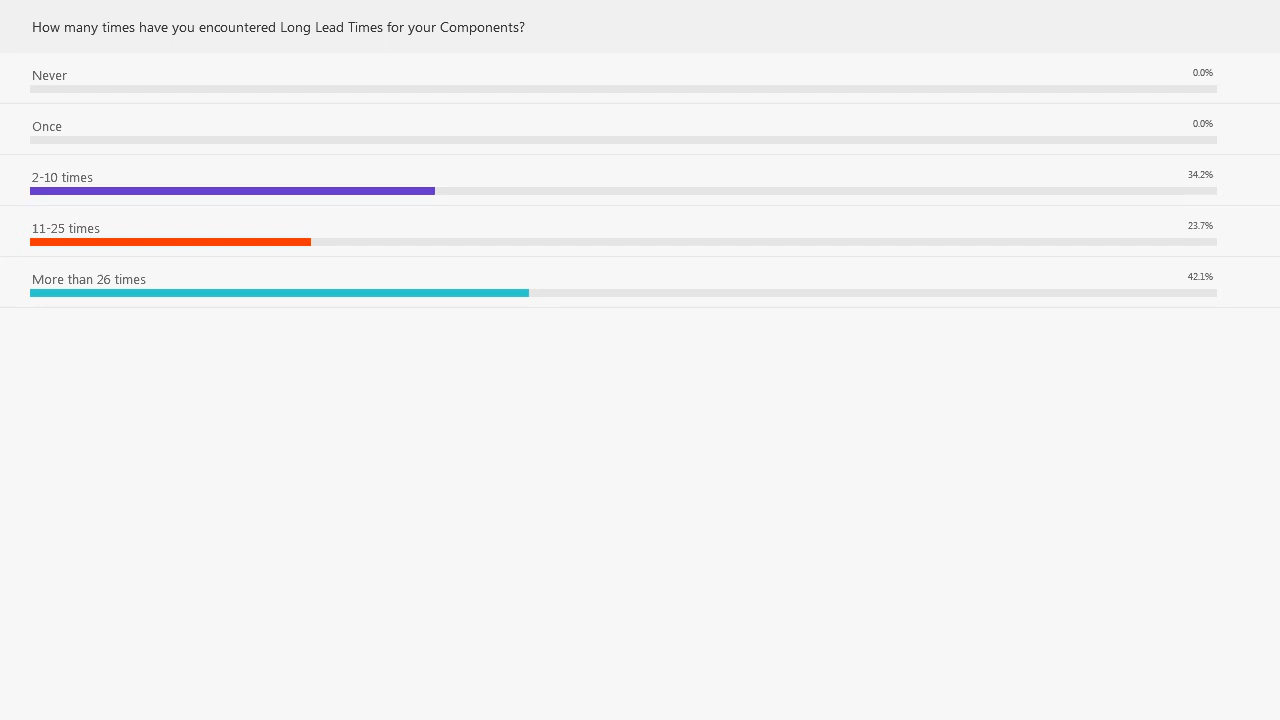 How many times have you encountered Long Lead Times for your Components?
Never 0.0%
Once 0.0%
2-10 times 34.2%
11-25 times 23.7%
More than 26 times 42.1%